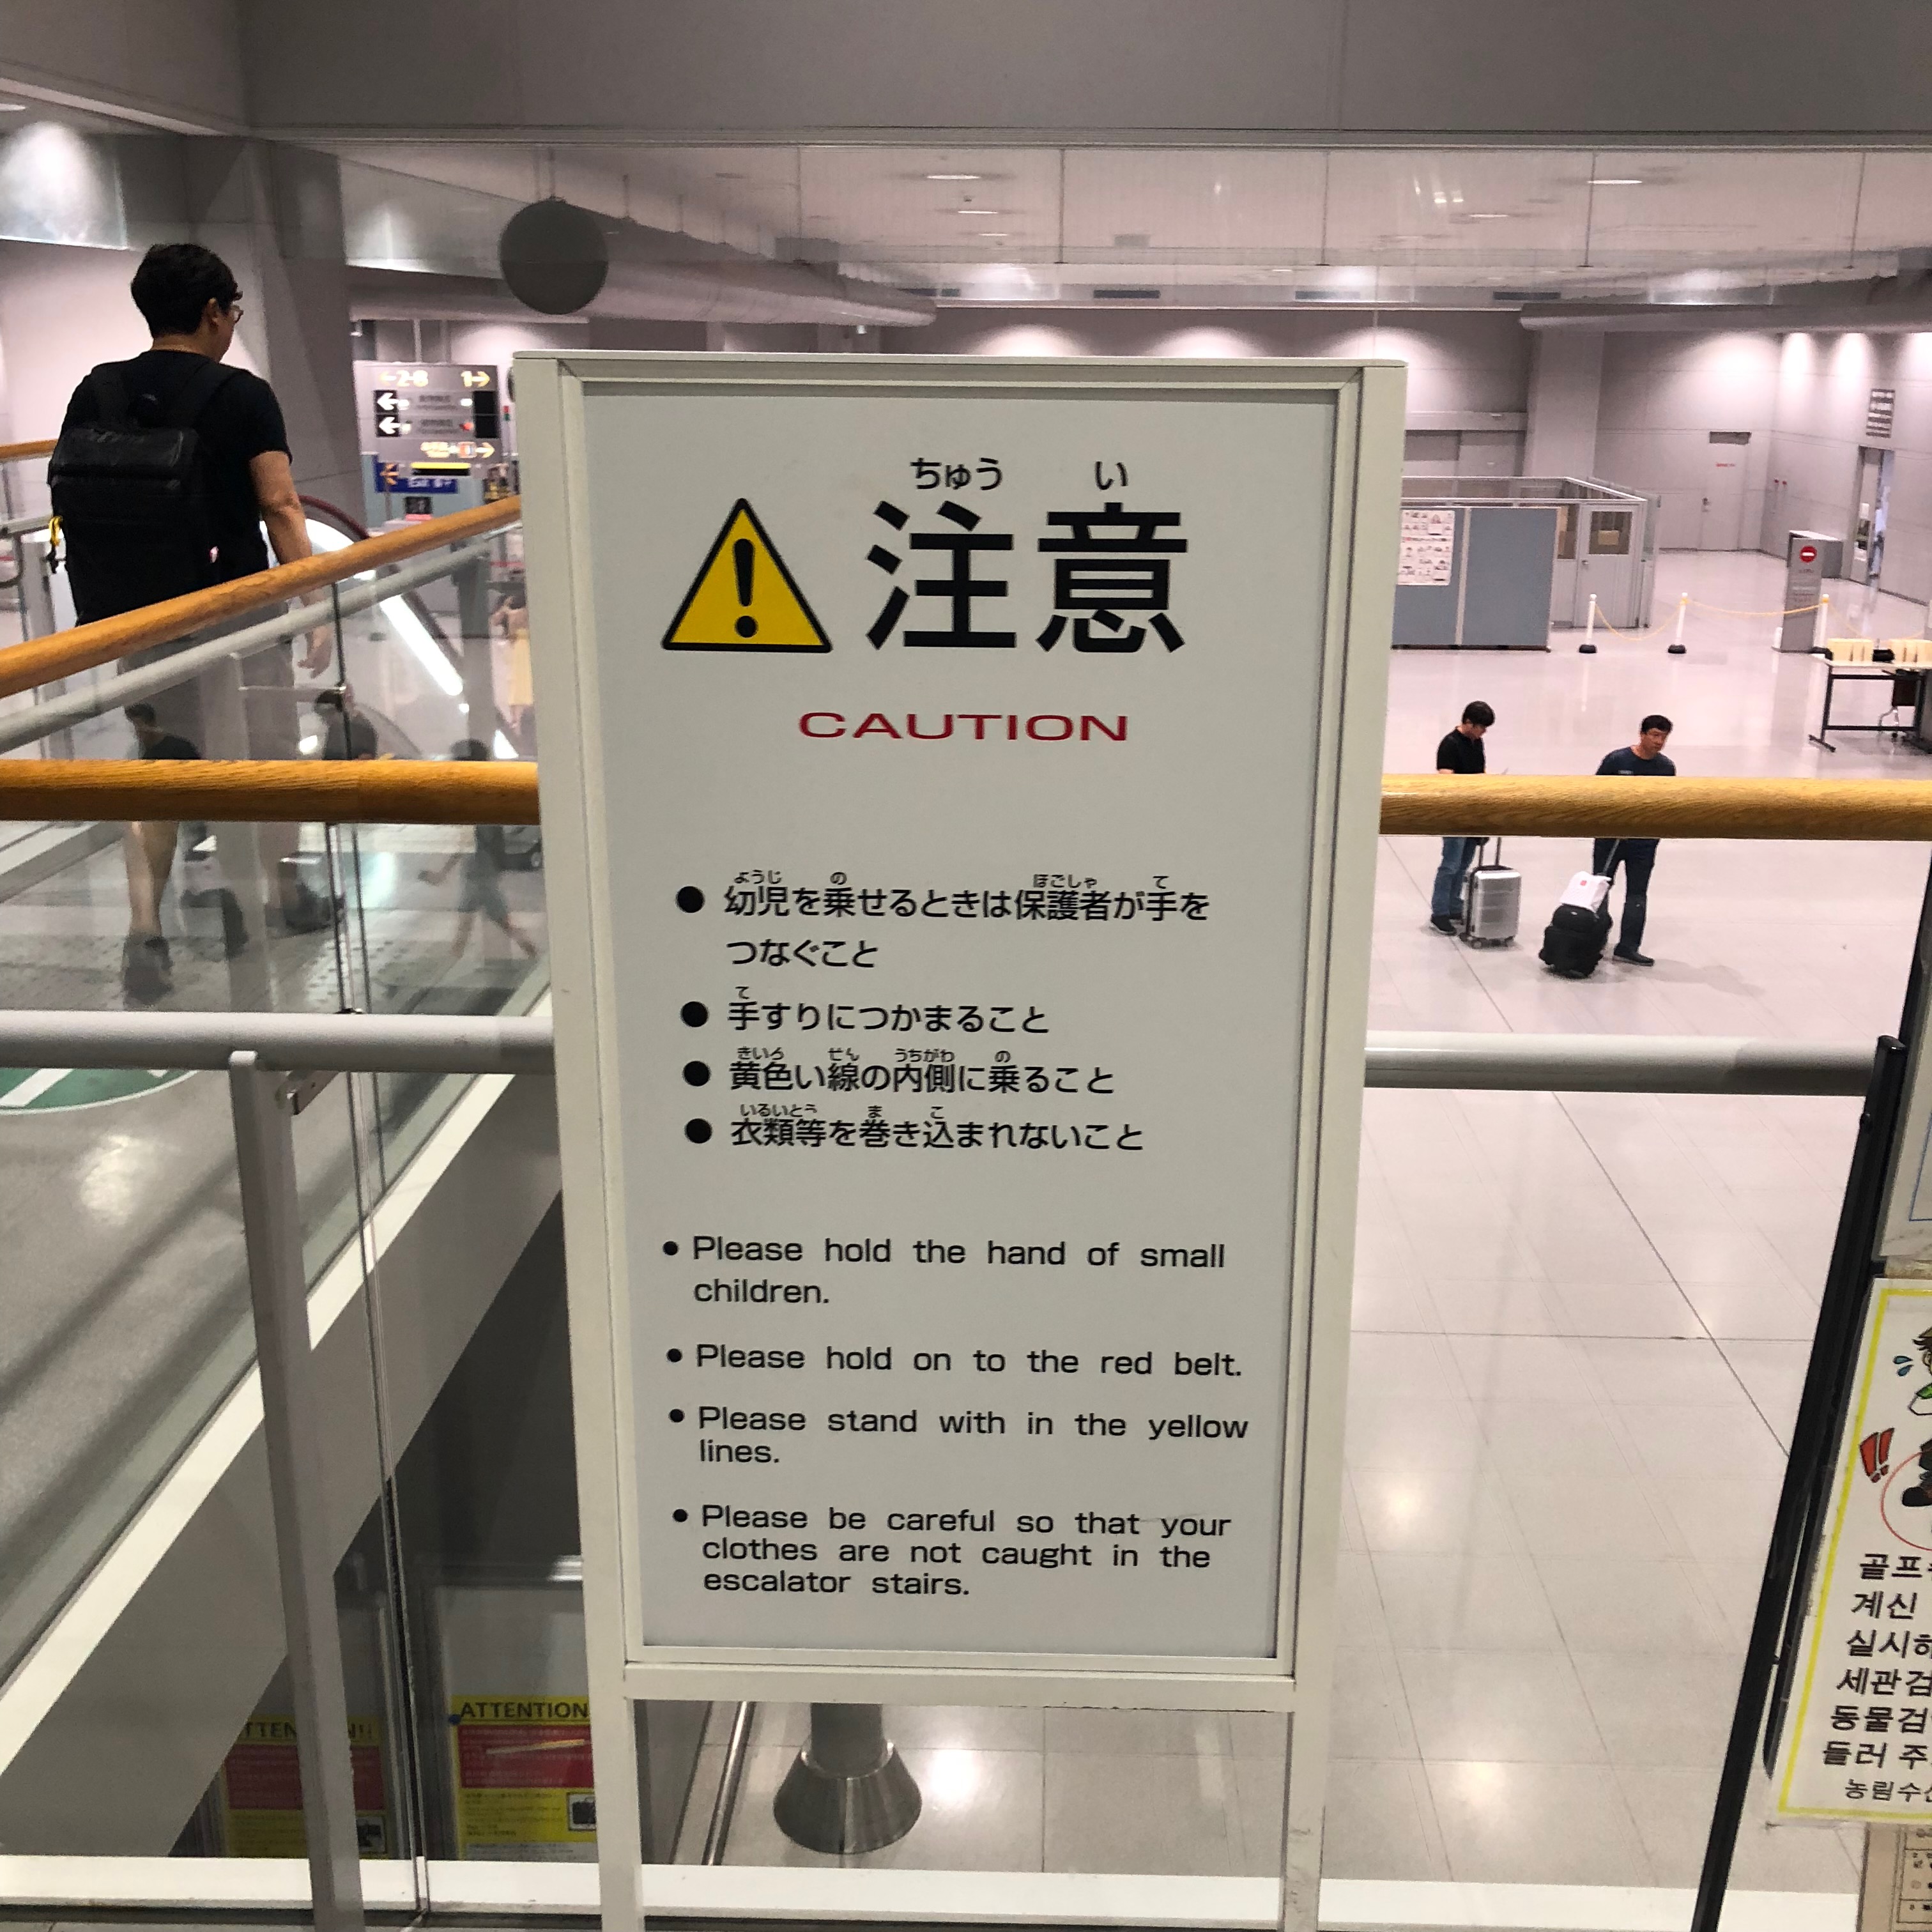 ←2-8 1→
Exit
ちゅう い
注意
CAUTION
ようじ の ほごしゃ て
● 幼児を乗せるときは保護者が手を
つなぐこと
て
● 手すりにつかまること
きいろ せん うちがわ の
● 黄色い線の内側に乗ること
いるいとう ま こ
● 衣類等を巻き込まれないこと
● Please hold the hand of small
children.
● Please hold on to the red belt.
● Please stand with in the yellow
lines.
● Please be careful so that your
clothes are not caught in the
escalator stairs.
ATTENTION
!!
골프
계신
실시
세관검
동물검
들러 주
농림수